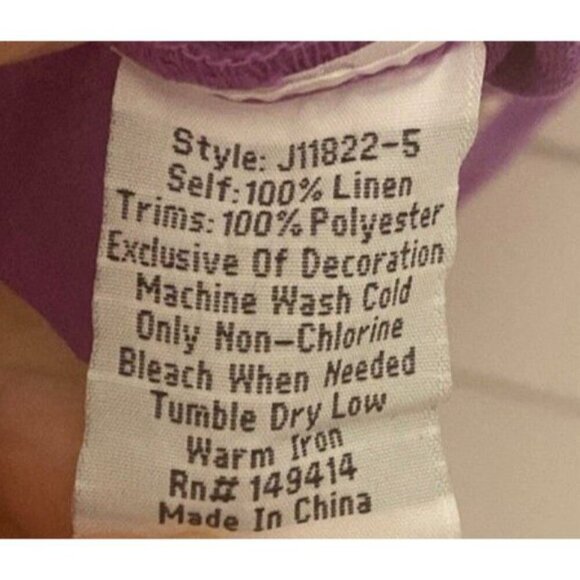 Style: J11822-5
Self:100% Linen
Trims: 100% Polyester
Exclusive Of Decoration
Machine Wash Cold
Only Non-Chlorine
Bleach When Needed
Tumble Dry Low
Warm Iron
Rn# 149414
Made In China